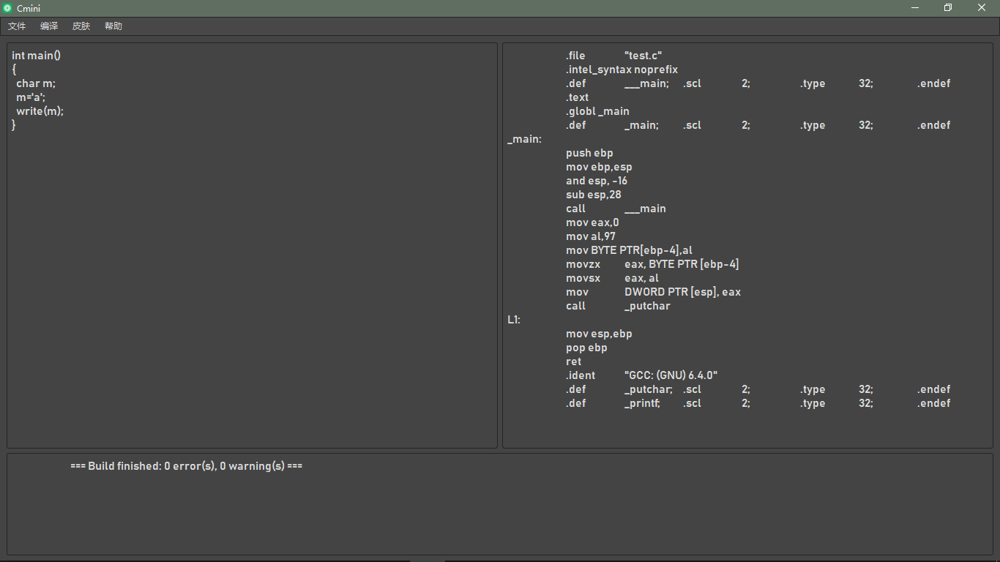 Cmini
文件 编译 皮肤 帮助
int main()
{
char m;
m='a';
write(m);
}
.file "test.c"
.intel_syntax noprefix
.def ___main; .scl 2; .type 32; .endef
.text
.globl _main
.def _main; .scl 2; .type 32; .endef
_main:
push ebp
mov ebp,esp
and esp, -16
sub esp,28
call ___main
mov eax,0
mov al,97
mov BYTE PTR[ebp-4],al
movzx eax, BYTE PTR [ebp-4]
movsx eax, al
mov DWORD PTR [esp], eax
call _putchar
L1:
mov esp,ebp
pop ebp
ret
.ident "GCC: (GNU) 6.4.0"
.def _putchar; .scl 2; .type 32; .endef
.def _printf; .scl 2; .type 32; .endef
=== Build finished: 0 error(s), 0 warning(s) ===